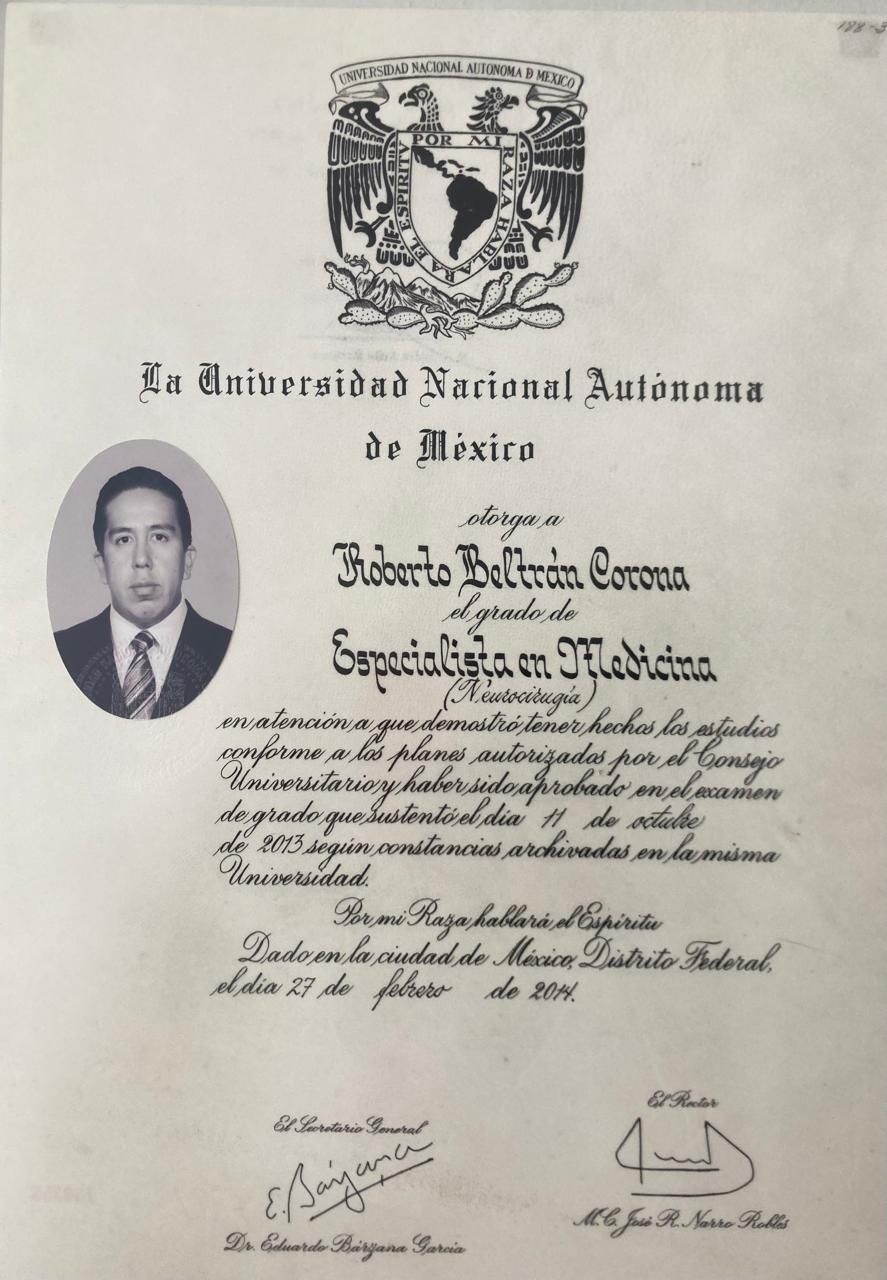 188-3
UNIVERSIDAD NACIONAL AUTONOMA D MEXICO
POR MI RAZA HABLARA EL ESPIRITV
La Universidad Nacional Autónoma
de México
otorga a
Roberto Beltrán Corona
el grado de
Especialista en Medicina
(Neurocirugía)
en atención a que demostró tener hechos los estudios
conforme a los planes autorizados por el Consejo
Universitario y haber sido aprobado en el examen
de grado que sustentó el día 11 de octubre
de 2013 según constancias archivadas en la misma
Universidad.
Por mi Raza hablará el Espíritu
Dado en la ciudad de México, Distrito Federal,
el día 27 de febrero de 2014.
El Rector
El Secretario General
E. Bárzana
M.C. José R. Narro Robles
Dr. Eduardo Bárzana García